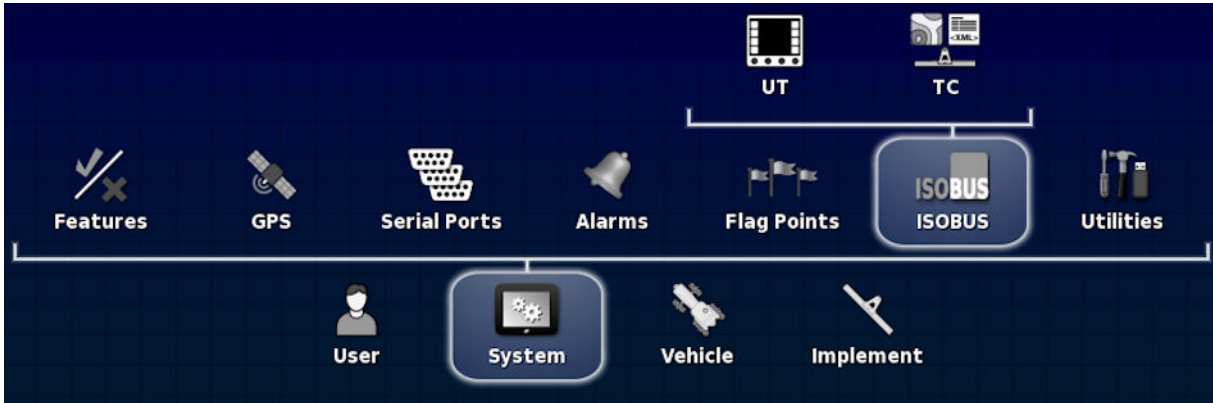 <XML>
UT
TC
Features
GPS
Serial Ports
Alarms
Flag Points
ISOBUS
ISOBUS
Utilities
User
System
Vehicle
Implement